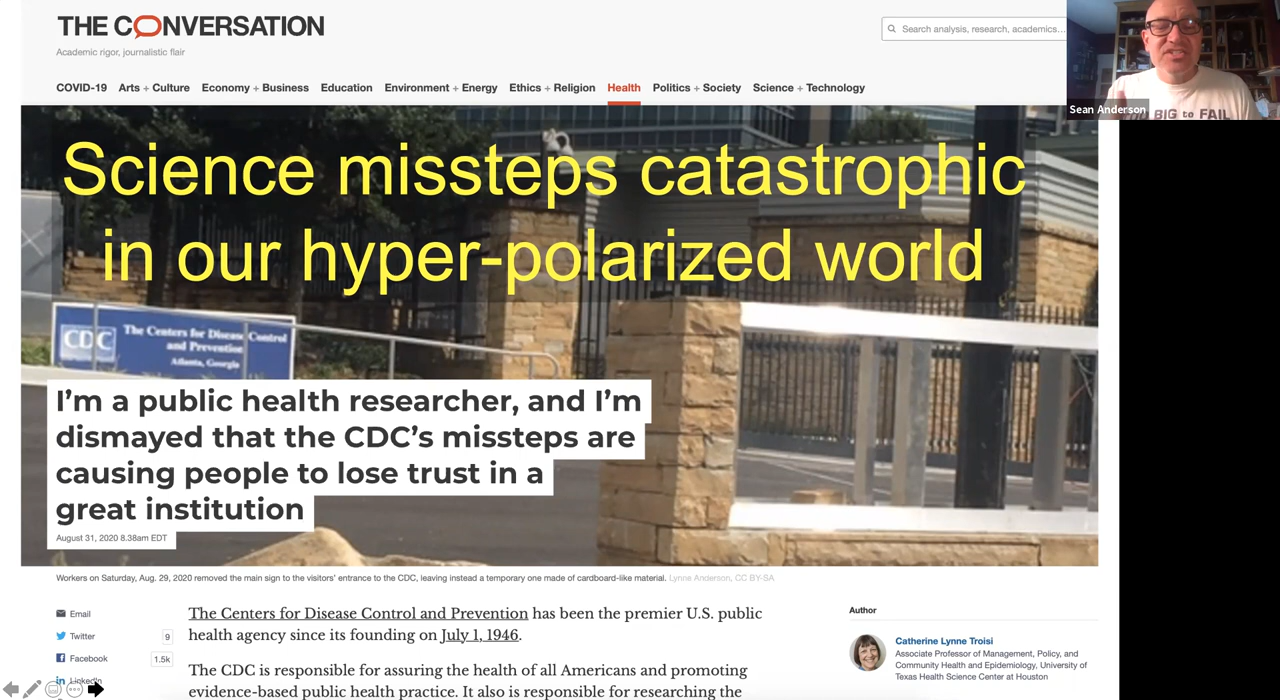 THE CONVERSATION
Academic rigor, journalistic flair
Search analysis, research, academics...
Sean Anderson
BIG to FAIL
COVID-19 Arts + Culture Economy + Business Education Environment + Energy Ethics + Religion Health Politics + Society Science + Technology
Science missteps catastrophic
in our hyper-polarized world
CDC The Centers for Disease Control
and Prevention
Atlanta, Georgia
I'm a public health researcher, and I'm
dismayed that the CDC's missteps are
causing people to lose trust in a
great institution
August 31, 2020 8.38am EDT
Workers on Saturday, Aug. 29, 2020 removed the main sign to the visitors' entrance to the CDC, leaving instead a temporary one made of cardboard-like material. Lynne Anderson, CC BY-SA
Email
Twitter 9
Facebook 1.5k
in LinkedIn
The Centers for Disease Control and Prevention has been the premier U.S. public
health agency since its founding on July 1, 1946.
The CDC is responsible for assuring the health of all Americans and promoting
evidence-based public health practice. It also is responsible for researching the
Author
Catherine Lynne Troisi
Associate Professor of Management, Policy, and
Community Health and Epidemiology, University of
Texas Health Science Center at Houston